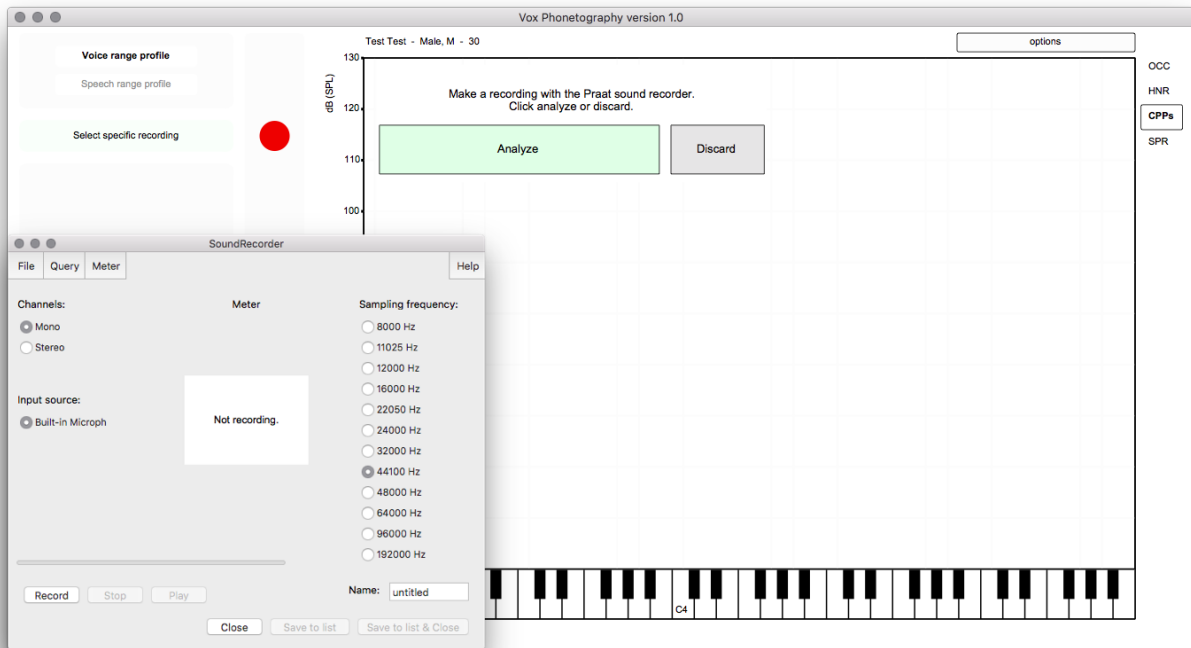 Vox Phonetography version 1.0
Voice range profile
Speech range profile
Select specific recording
Test Test - Male, M - 30
options
130
120
110
100
dB (SPL)
Make a recording with the Praat sound recorder.
Click analyze or discard.
Analyze
Discard
OCC
HNR
CPPs
SPR
SoundRecorder
File
Query
Meter
Help
Channels:
Mono
Stereo
Input source:
Built-in Microph
Meter
Not recording.
Sampling frequency:
8000 Hz
11025 Hz
12000 Hz
16000 Hz
22050 Hz
24000 Hz
32000 Hz
44100 Hz
48000 Hz
64000 Hz
96000 Hz
192000 Hz
Record
Stop
Play
Name:
untitled
Close
Save to list
Save to list & Close
C4